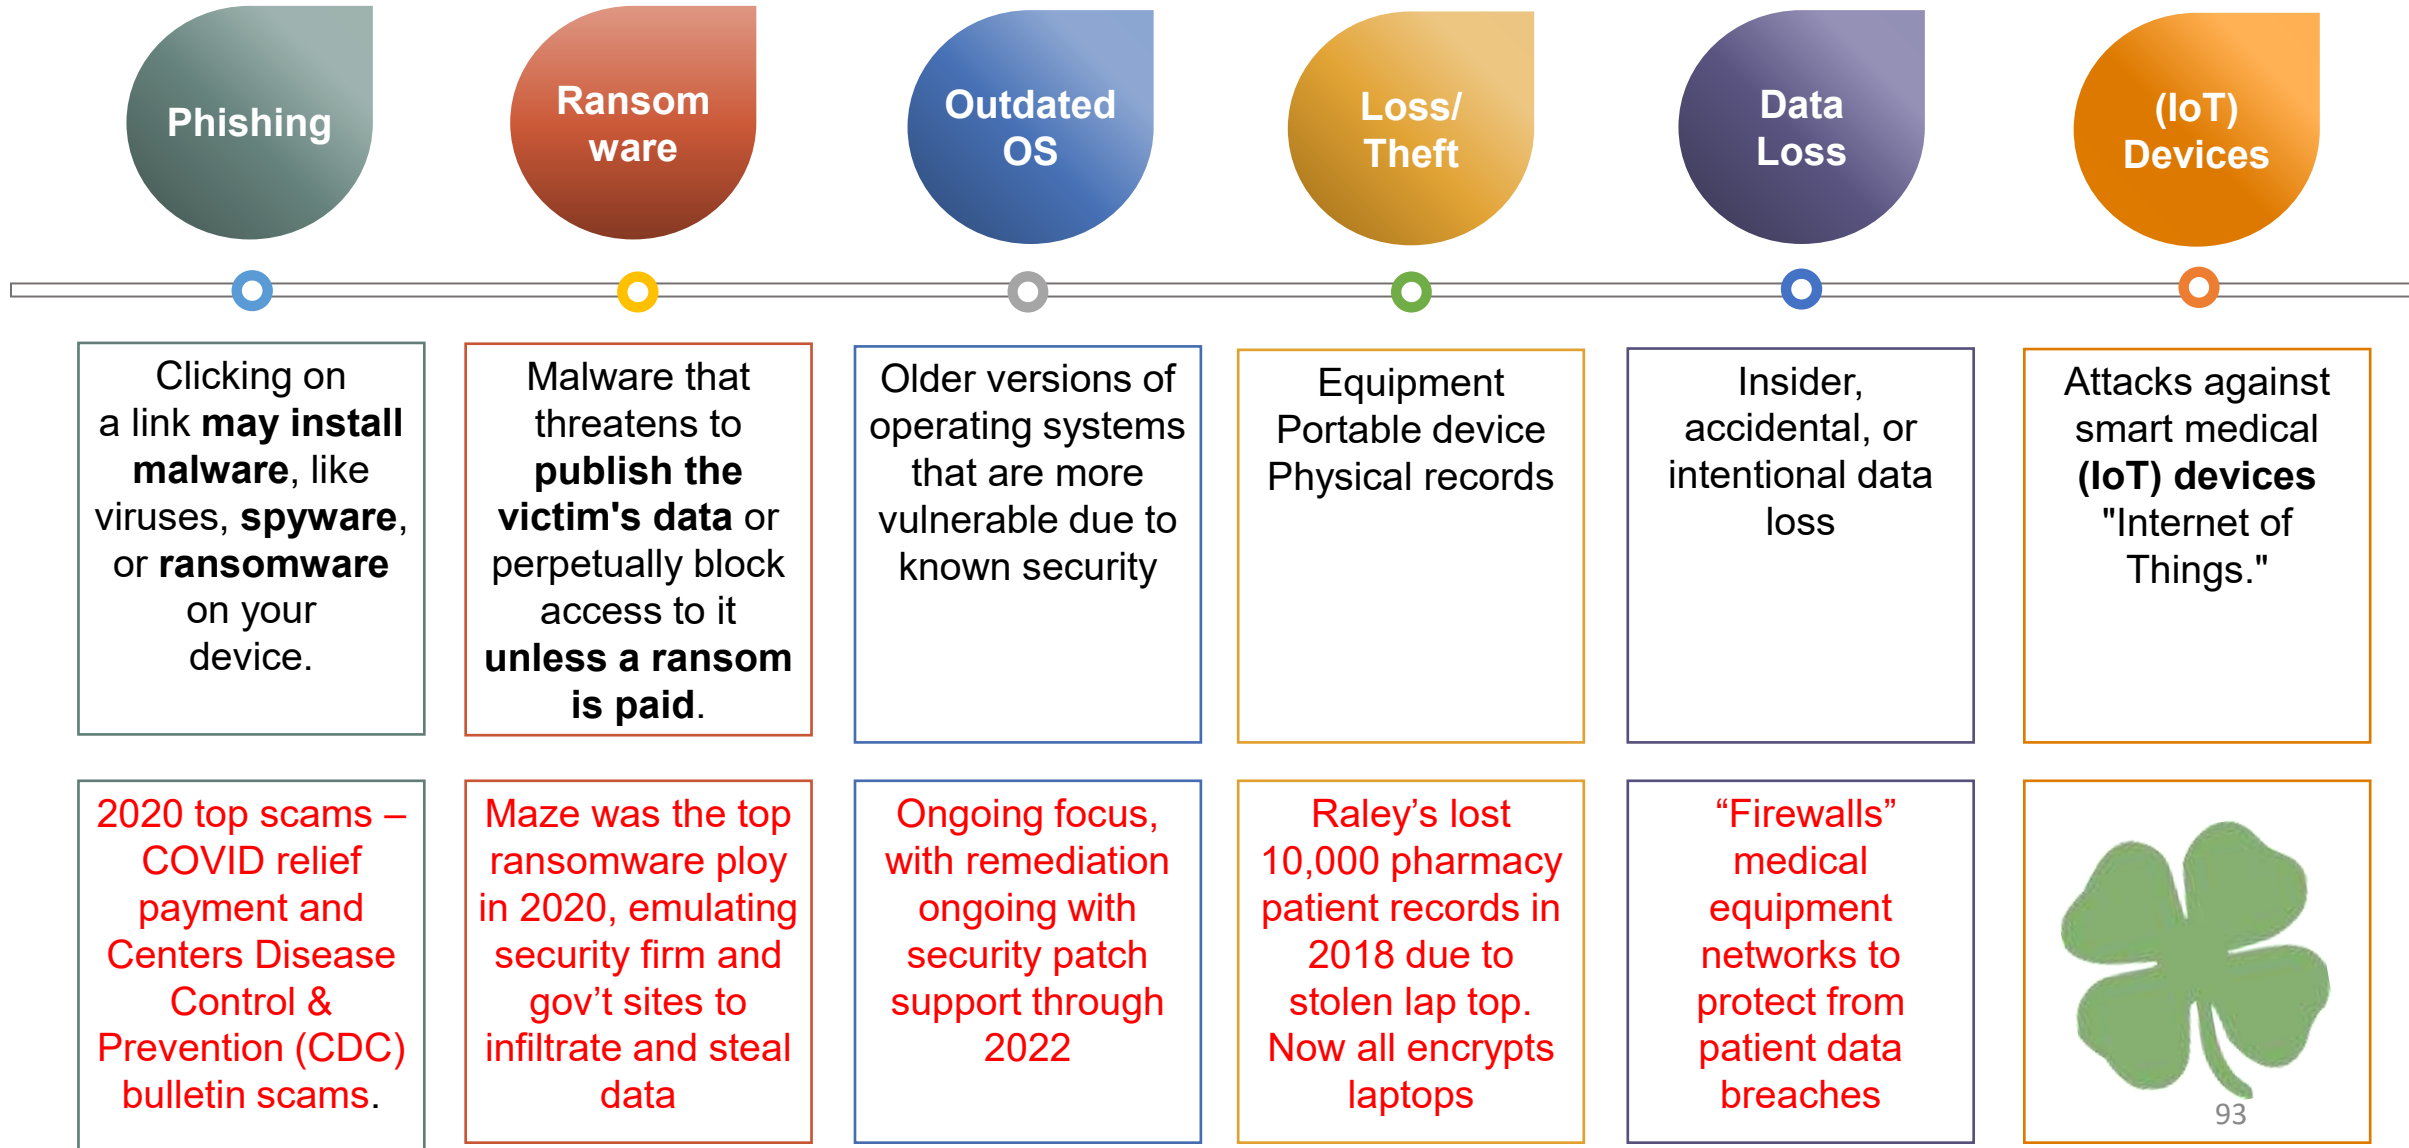 Phishing
Ransom
ware
Outdated
OS
Loss/
Theft
Data
Loss
(IoT)
Devices
Clicking on
a link may install
malware, like
viruses, spyware,
or ransomware
on your
device.
Malware that
threatens to
publish the
victim's data or
perpetually block
access to it
unless a ransom
is paid.
Older versions of
operating systems
that are more
vulnerable due to
known security
Equipment
Portable device
Physical records
Insider,
accidental, or
intentional data
loss
Attacks against
smart medical
(IoT) devices
"Internet of
Things."
2020 top scams –
COVID relief
payment and
Centers Disease
Control &
Prevention (CDC)
bulletin scams.
Maze was the top
ransomware ploy
in 2020, emulating
security firm and
gov’t sites to
infiltrate and steal
data
Ongoing focus,
with remediation
ongoing with
security patch
support through
2022
Raley’s lost
10,000 pharmacy
patient records in
2018 due to
stolen lap top.
Now all encrypts
laptops
“Firewalls”
medical
equipment
networks to
protect from
patient data
breaches
93